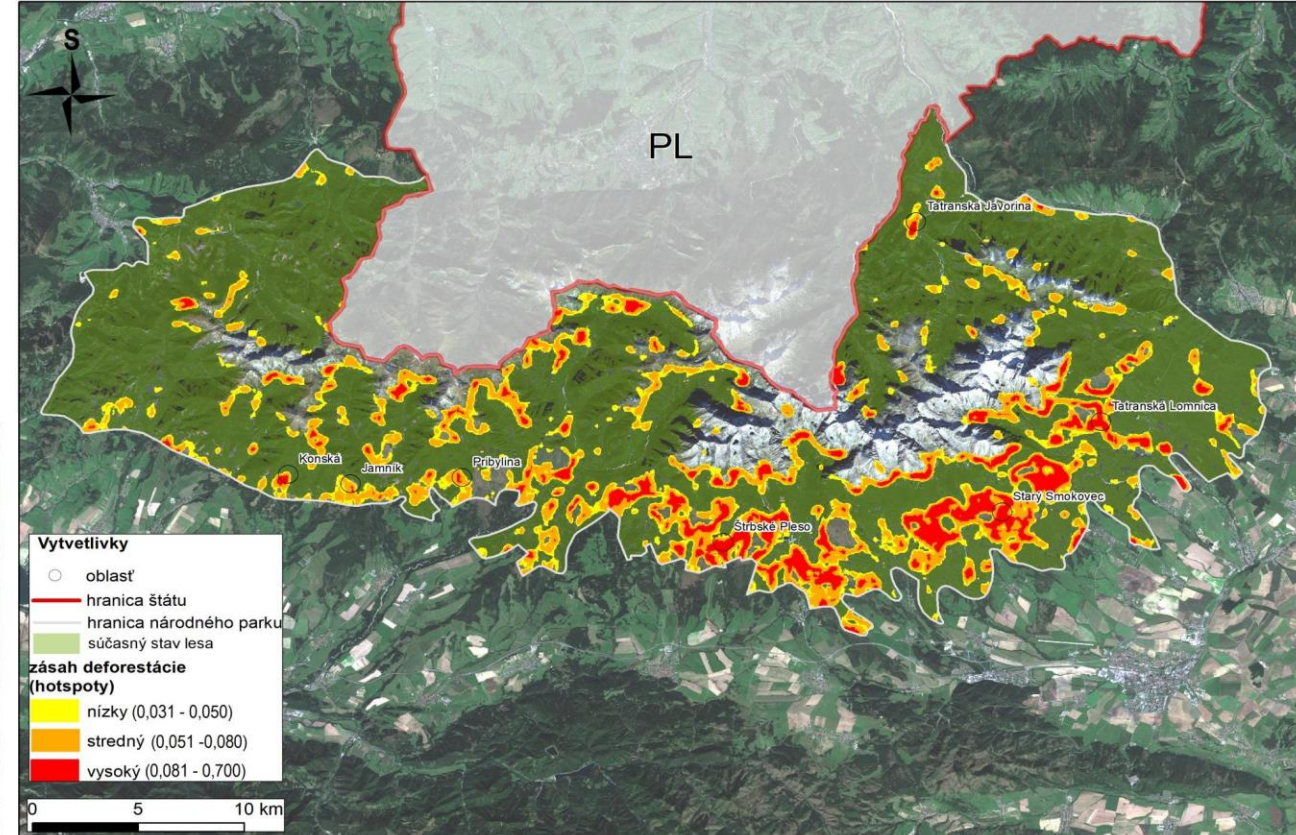 S
PL
Tatranská Javorina
Tatranská Lomnica
Konská
Jamník
Pribylina
Starý Smokovec
Štrbské Pleso
Vytvetlivky
oblasť
hranica štátu
hranica národného parku
súčasný stav lesa
zásah deforestácie
(hotspoty)
nízky (0,031 - 0,050)
stredný (0,051 -0,080)
vysoký (0,081 - 0,700)
0 5 10 km